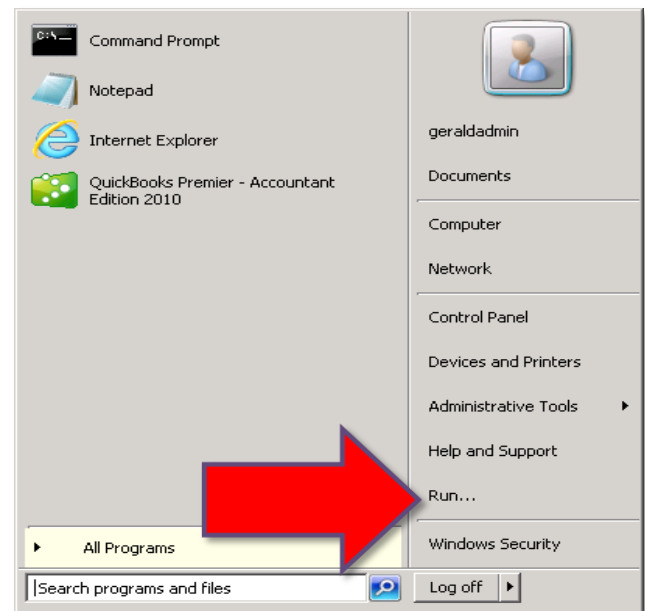 C:\
Command Prompt
Notepad
Internet Explorer
QuickBooks Premier - Accountant
Edition 2010
All Programs
Search programs and files
geraldadmin
Documents
Computer
Network
Control Panel
Devices and Printers
Administrative Tools
Help and Support
Run...
Windows Security
Log off